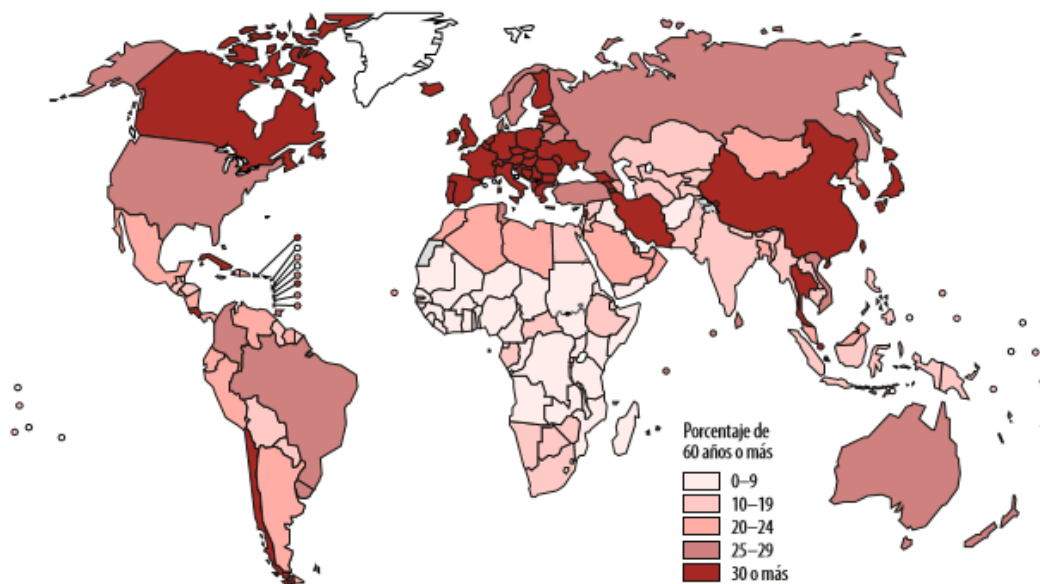 Porcentaje de
60 años o más
0–9
10–19
20–24
25–29
30 o más